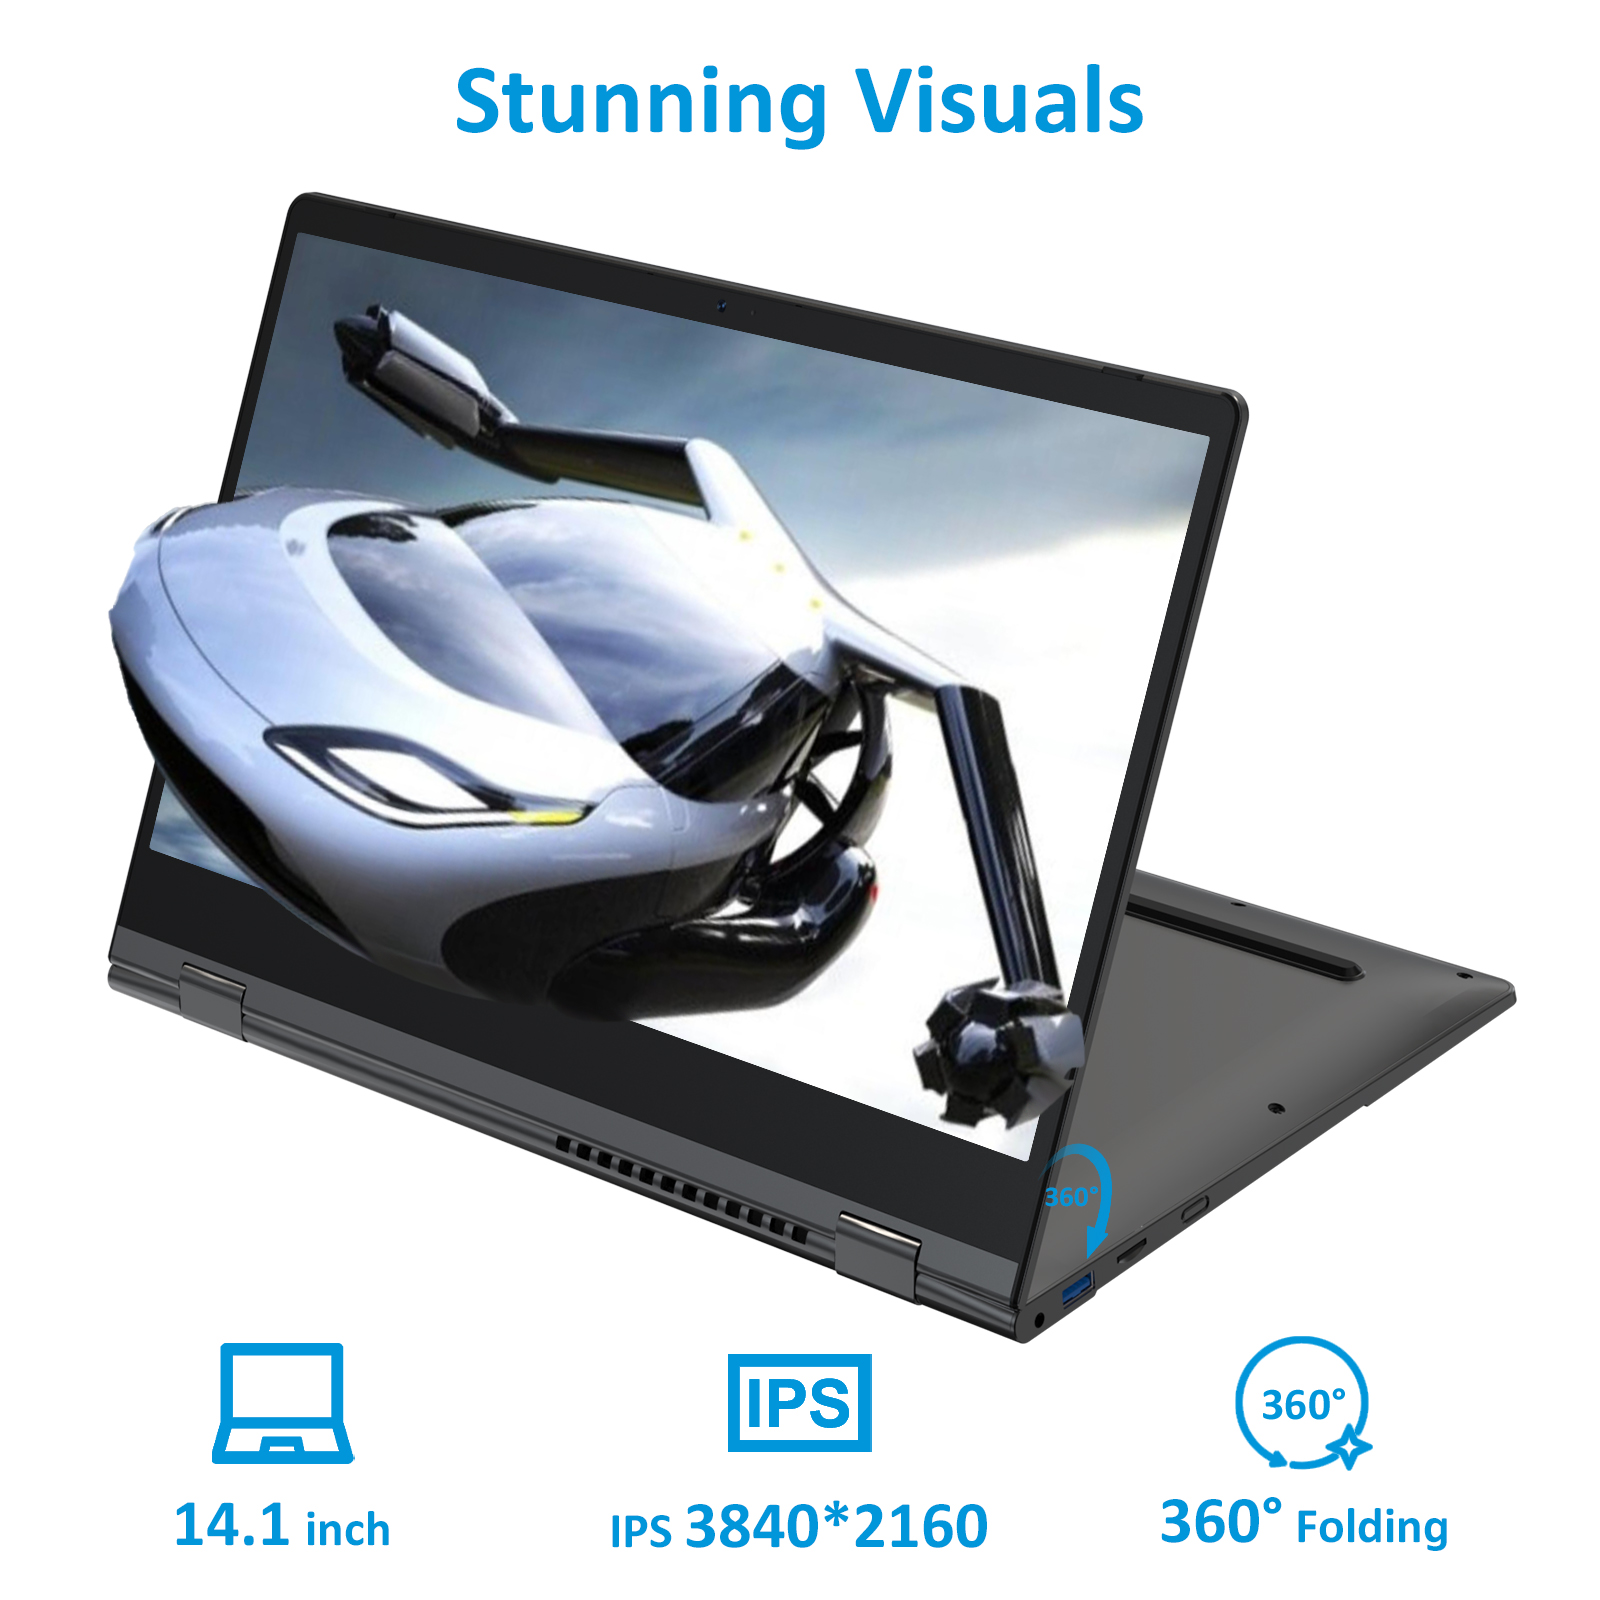 Stunning Visuals
360°
IPS
360°
14.1 inch
IPS 3840*2160
360° Folding